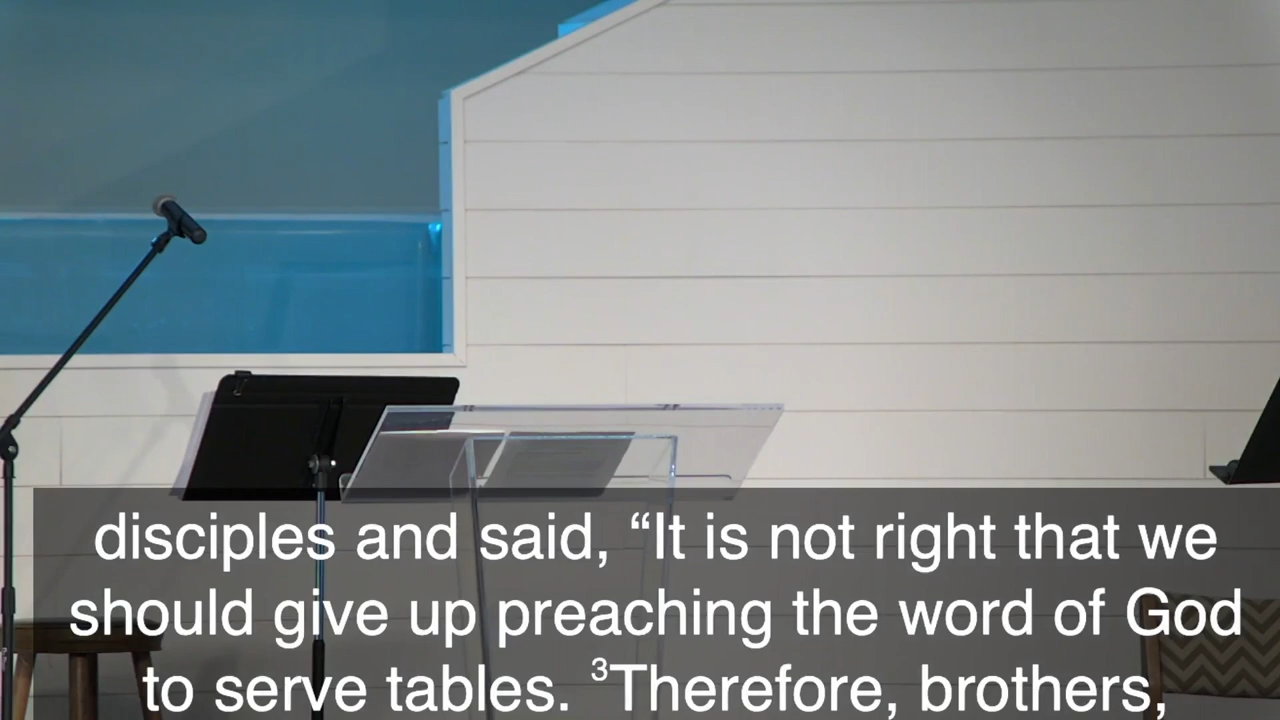 disciples and said, “It is not right that we
should give up preaching the word of God
to serve tables. ³Therefore, brothers,